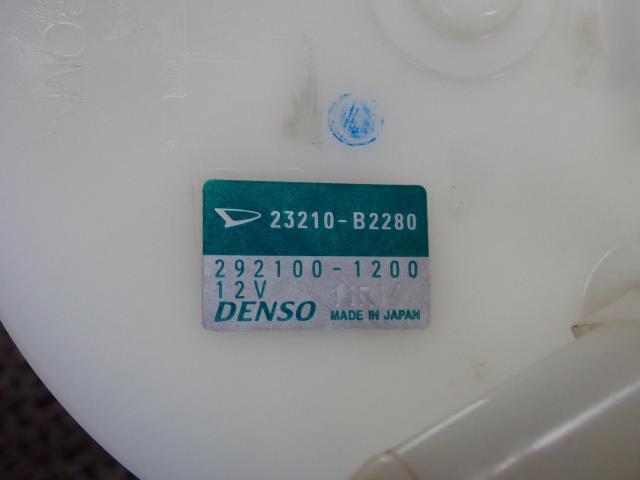 23210-B2280
292100-1200
12V
DENSO MADE IN JAPAN